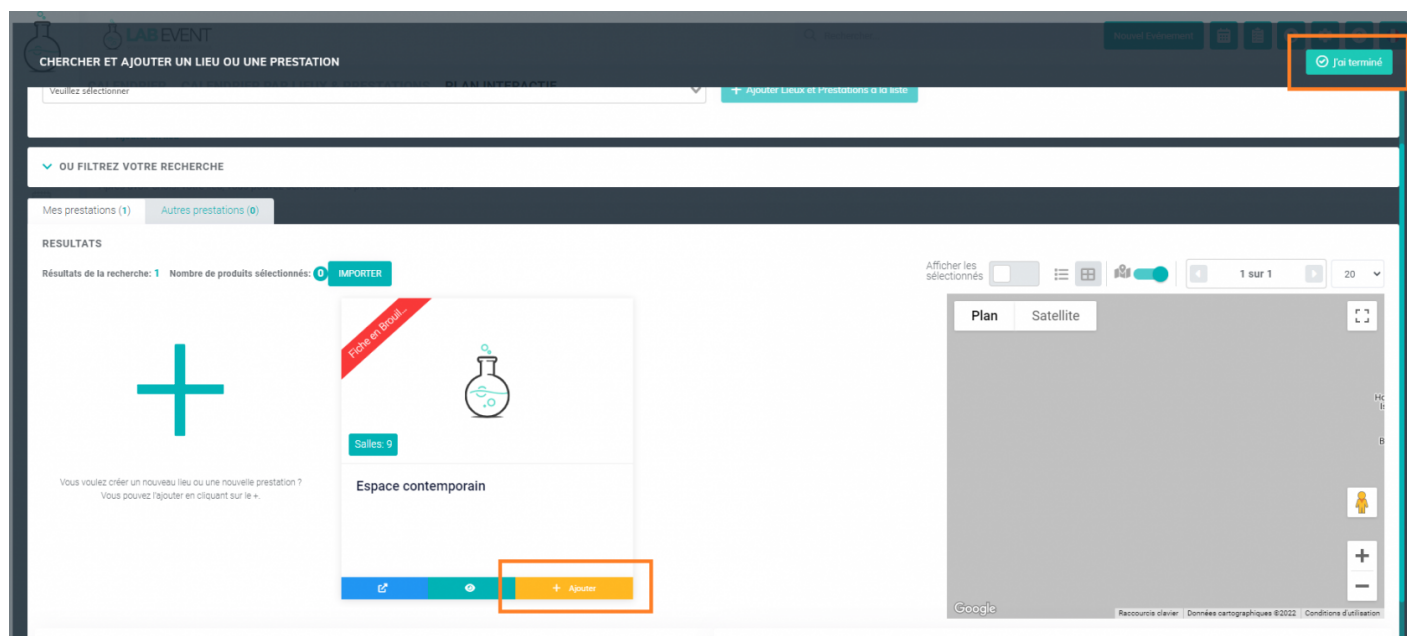 LAB EVENT
Nouvel Evénement
CHERCHER ET AJOUTER UN LIEU OU UNE PRESTATION
J'ai terminé
PLAN INTERACTIF
Veuillez sélectionner
+ Ajouter Lieux et Prestations à la liste
OU FILTREZ VOTRE RECHERCHE
Mes prestations (1) Autres prestations (0)
RESULTATS
Résultats de la recherche: 1 Nombre de produits sélectionnés: 0 IMPORTER
Afficher les
sélectionnés
1 sur 1
20
Fiche en Brouil...
Plan Satellite
Salles: 9
Vous voulez créer un nouveau lieu ou une nouvelle prestation ?
Vous pouvez l'ajouter en cliquant sur le +.
Espace contemporain
+ Ajouter
Google
Raccourcis clavier Données cartographiques ©2022 Conditions d'utilisation